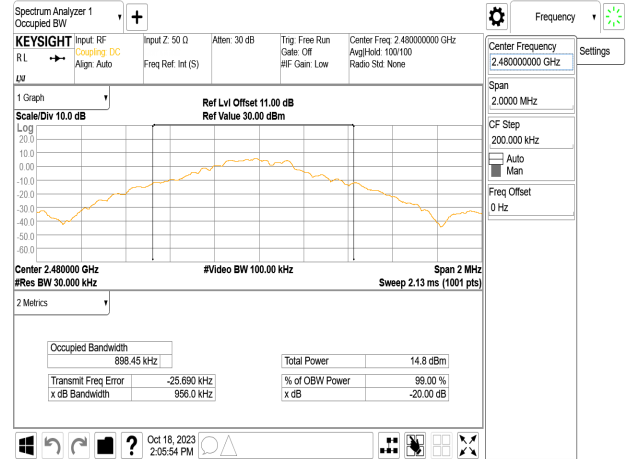 Spectrum Analyzer 1
Occupied BW
Frequency
KEYSIGHT
RL
LXI
Input: RF
Coupling: DC
Align: Auto
Input Z: 50 Ω
Freq Ref: Int (S)
Atten: 30 dB
Trig: Free Run
Gate: Off
#IF Gain: Low
Center Freq: 2.480000000 GHz
Avg|Hold: 100/100
Radio Std: None
Center Frequency
2.480000000 GHz
Settings
Span
2.0000 MHz
CF Step
200.000 kHz
Auto
Man
Freq Offset
0 Hz
1 Graph
Scale/Div 10.0 dB
Ref Lvl Offset 11.00 dB
Ref Value 30.00 dBm
Log
20.0
10.0
0.00
-10.0
-20.0
-30.0
-40.0
-50.0
-60.0
Center 2.48000 GHz
#Video BW 100.00 kHz
Span 2 MHz
#Res BW 30.000 kHz
Sweep 2.13 ms (1001 pts)
2 Metrics
Occupied Bandwidth
898.45 kHz
Total Power 14.8 dBm
Transmit Freq Error -25.690 kHz
% of OBW Power 99.00 %
x dB Bandwidth 956.0 kHz
x dB -20.00 dB
?
Oct 18, 2023
2:05:54 PM